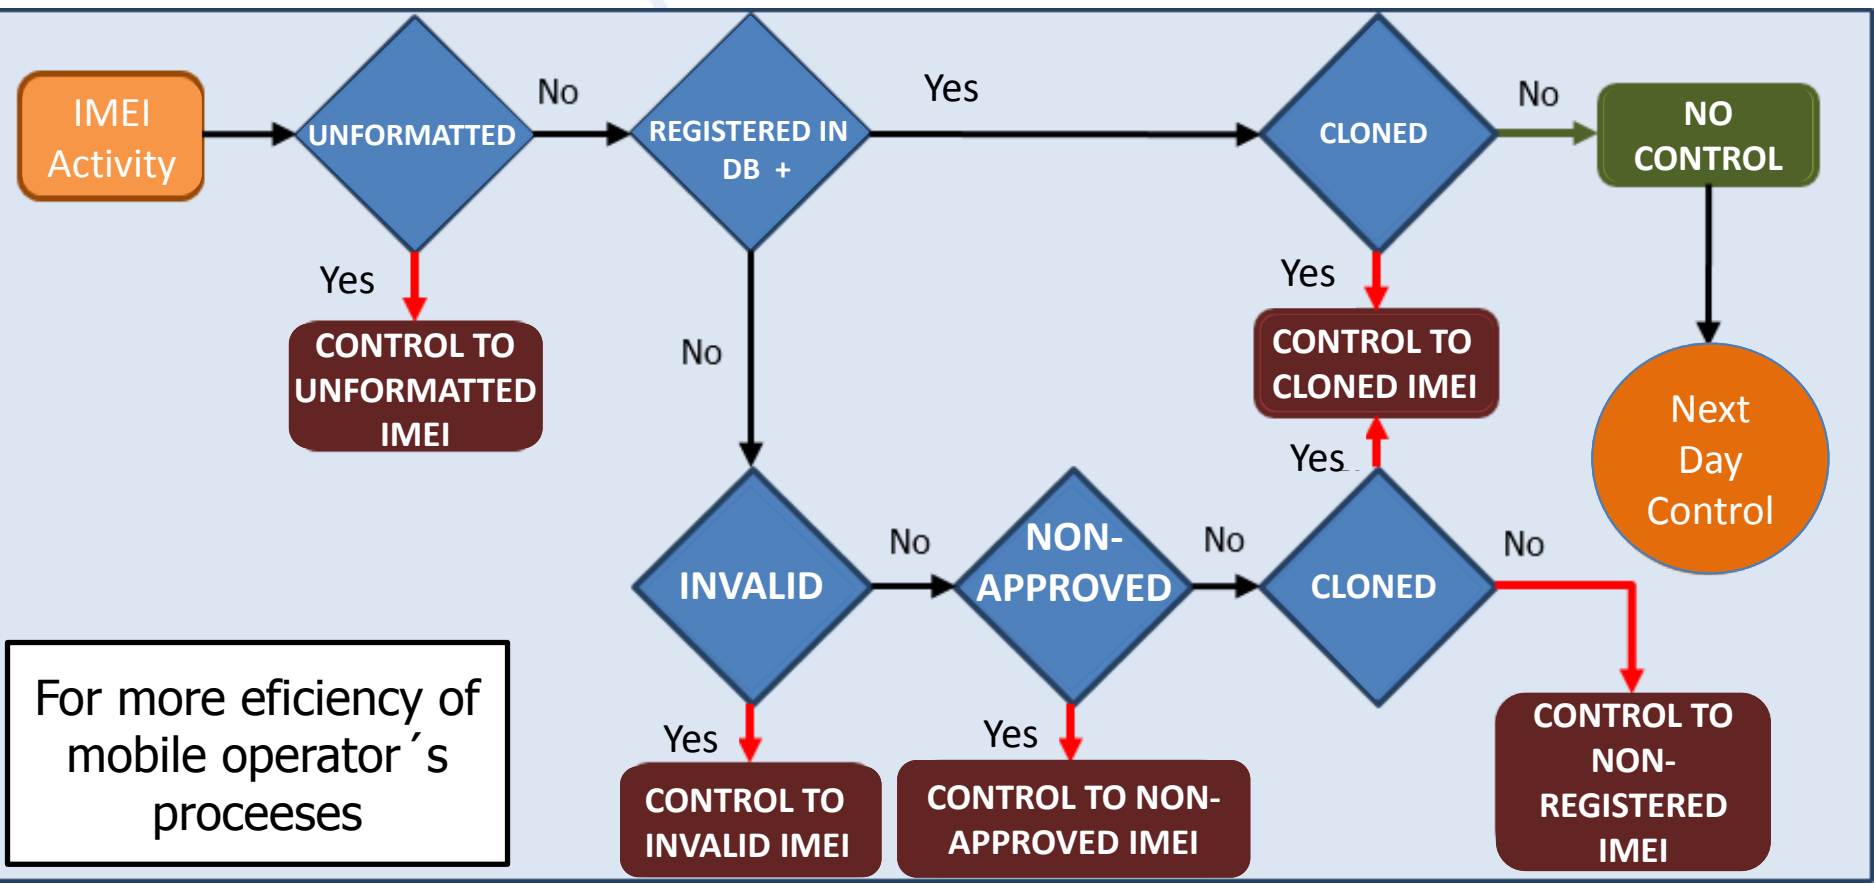 IMEI
Activity
UNFORMATTED
No
REGISTERED IN
DB +
Yes
CLONED
No
NO
CONTROL
Yes
CONTROL TO
UNFORMATTED
IMEI
No
Yes
CONTROL TO
CLONED IMEI
Yes
Next
Day
Control
INVALID
No
NON-
APPROVED
No
CLONED
No
For more eficiency of
mobile operator´s
proceeses
Yes
CONTROL TO
INVALID IMEI
Yes
CONTROL TO NON-
APPROVED IMEI
CONTROL TO
NON-
REGISTERED
IMEI